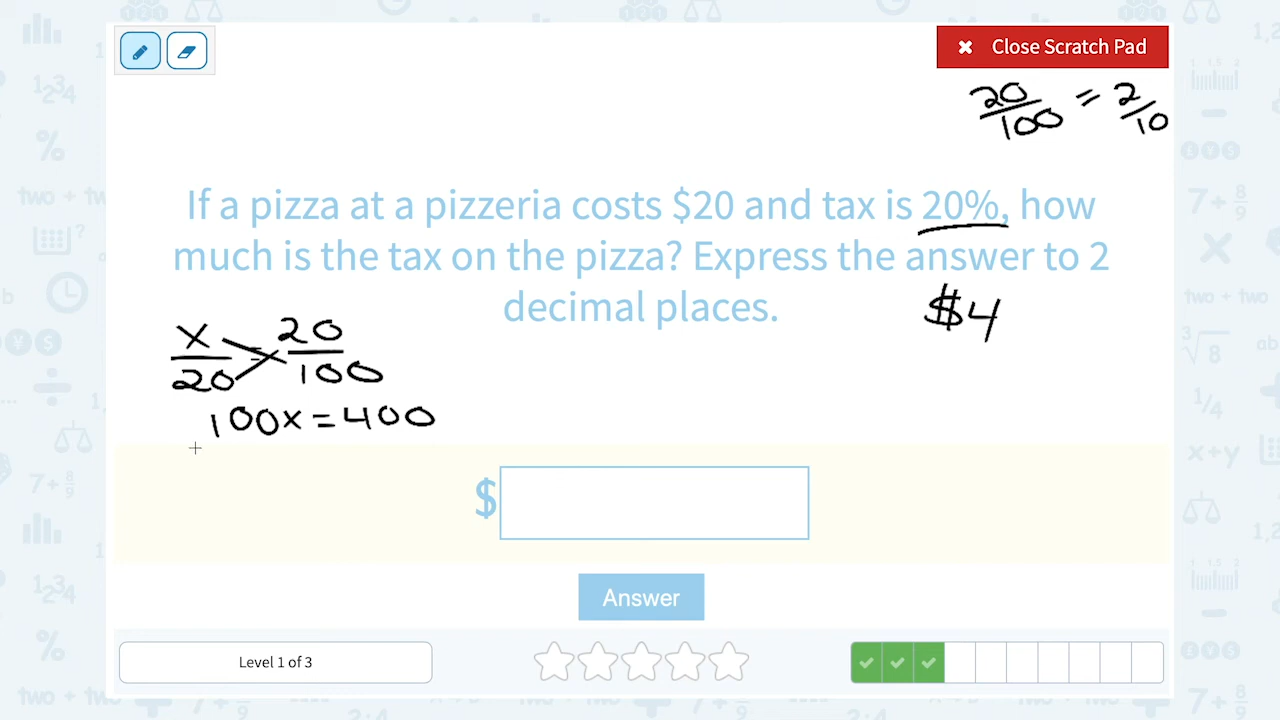 Close Scratch Pad
20/100 = 2/10
If a pizza at a pizzeria costs $20 and tax is 20%, how
much is the tax on the pizza? Express the answer to 2
decimal places.
$4
x/20 = 20/100
100x = 400
$
Answer
Level 1 of 3